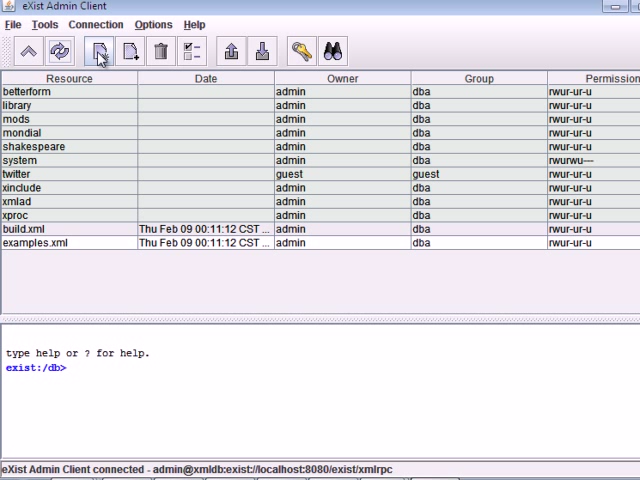 eXist Admin Client
File Tools Connection Options Help
Resource Date Owner Group Permission
betterform admin dba rwur-ur-u
library admin dba rwur-ur-u
mods admin dba rwur-ur-u
mondial admin dba rwur-ur-u
shakespeare admin dba rwur-ur-u
system admin dba rwurwu---
twitter guest guest rwur-ur-u
xinclude admin dba rwur-ur-u
xmlad admin dba rwur-ur-u
xproc admin dba rwur-ur-u
build.xml Thu Feb 09 00:11:12 CST ... admin dba rwur-ur-u
examples.xml Thu Feb 09 00:11:12 CST ... admin dba rwur-ur-u
type help or ? for help.
exist:/db>
eXist Admin Client connected - admin@xmldb:exist://localhost:8080/exist/xmlrpc